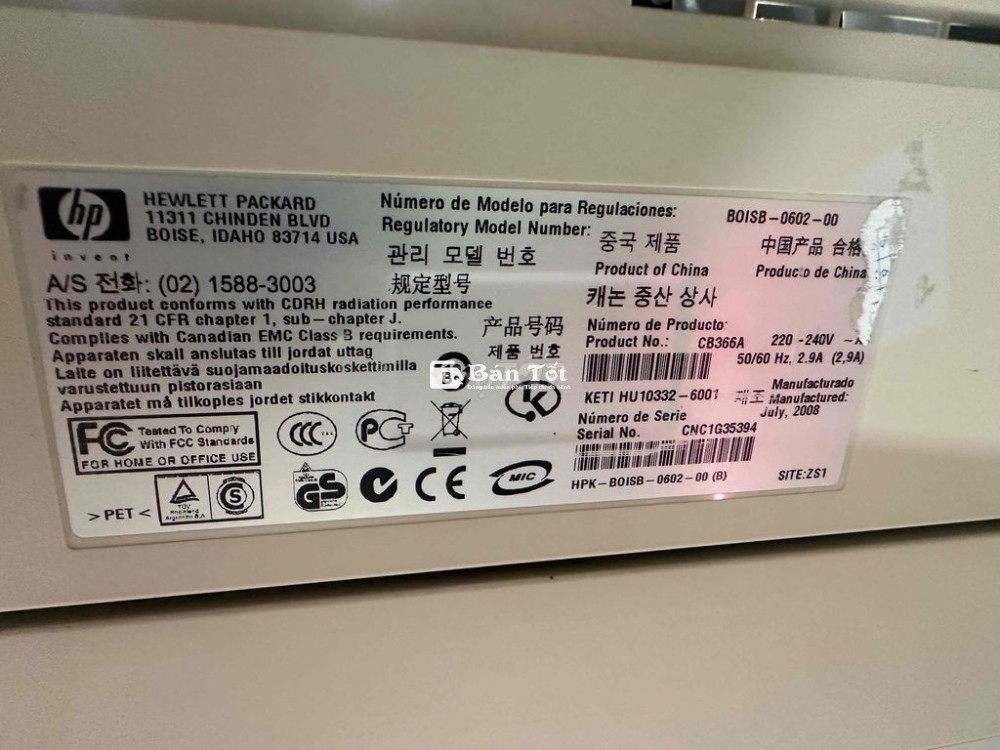 hp
invent
HEWLETT PACKARD
11311 CHINDEN BLVD
BOISE, IDAHO 83714 USA
A/S 전화: (02) 1588-3003
This product conforms with CDRH radiation performance
standard 21 CFR chapter 1, sub-chapter J.
Complies with Canadian EMC Class B requirements.
Apparaten skall anslutas till jordat uttag
Laite on liitettävä suojamaadoituskoskettimilla
varustettuun pistorasiaan
Apparatet må tilkoples jordet stikkontakt
Número de Modelo para Regulaciones:
Regulatory Model Number:
BOISB-0602-00
관리 모델 번호
规定型号
중국 제품
中国产品 合格
Product of China
Producto de China
캐논 중산 상사
产品号码
제품 번호
Número de Producto:
Product No.: CB366A
220-240V
50/60 Hz, 2.9A (2,9A)
KETI HU10332-6001
제조
Manufacturado
Manufactured:
July, 2008
Número de Serie
Serial No. CNC1G35394
HPK-BOISB-0602-00 (B)
SITE:ZS1
Bán Tốt
FC Tested To Comply
With FCC Standards
FOR HOME OR OFFICE USE
CCC
PCT
K
>PET<
TÜV
Rheinland
Argentina S.A.
S
GS
CE
MIC